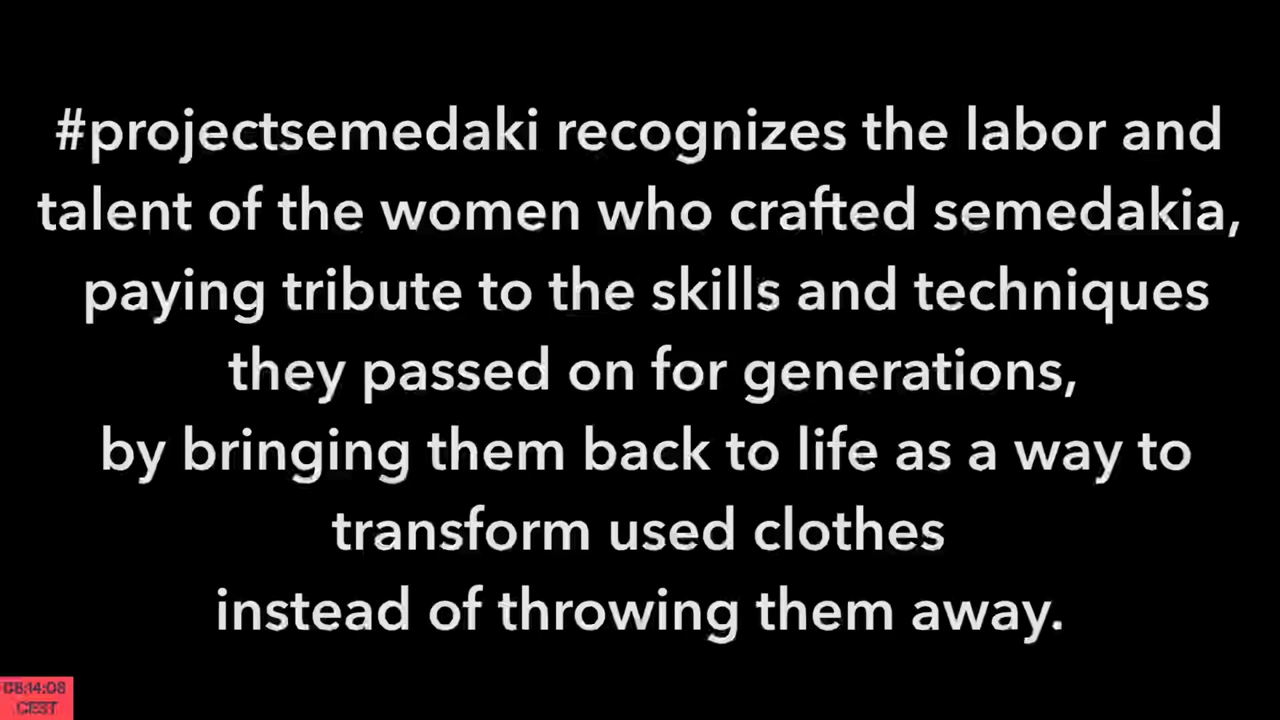 #projectsemedaki recognizes the labor and
talent of the women who crafted semedakia,
paying tribute to the skills and techniques
they passed on for generations,
by bringing them back to life as a way to
transform used clothes
instead of throwing them away.
CEST